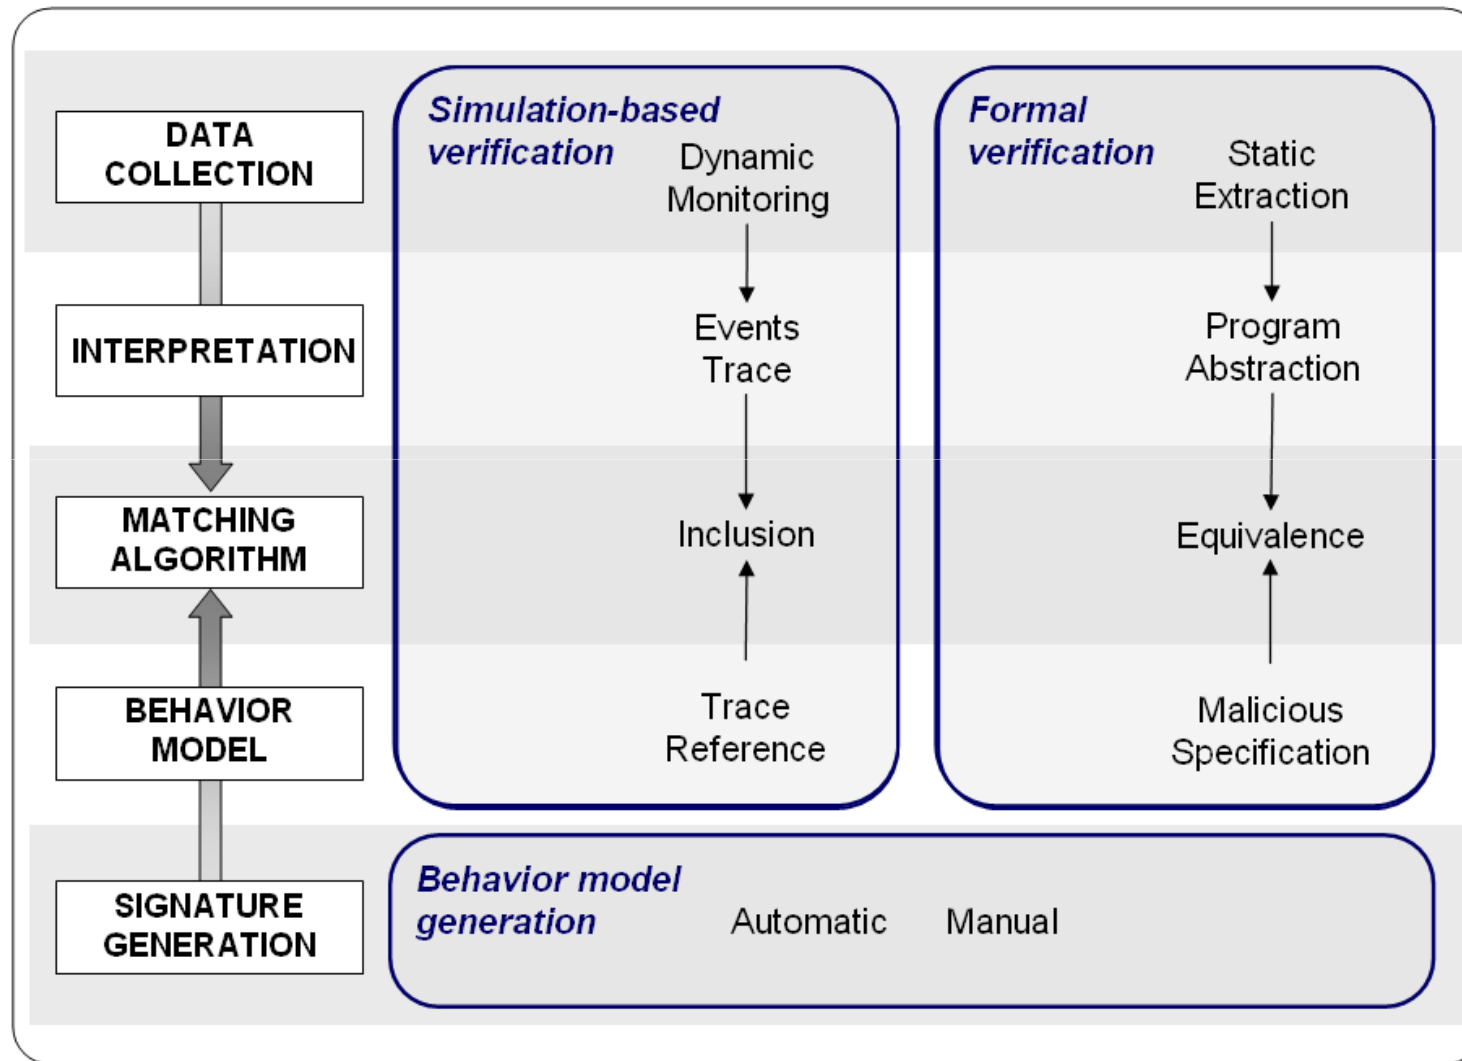 DATA
COLLECTION
Simulation-based
verification
Dynamic
Monitoring
Formal
verification
Static
Extraction
INTERPRETATION
Events
Trace
Program
Abstraction
MATCHING
ALGORITHM
Inclusion
Equivalence
BEHAVIOR
MODEL
Trace
Reference
Malicious
Specification
SIGNATURE
GENERATION
Behavior model
generation
Automatic
Manual